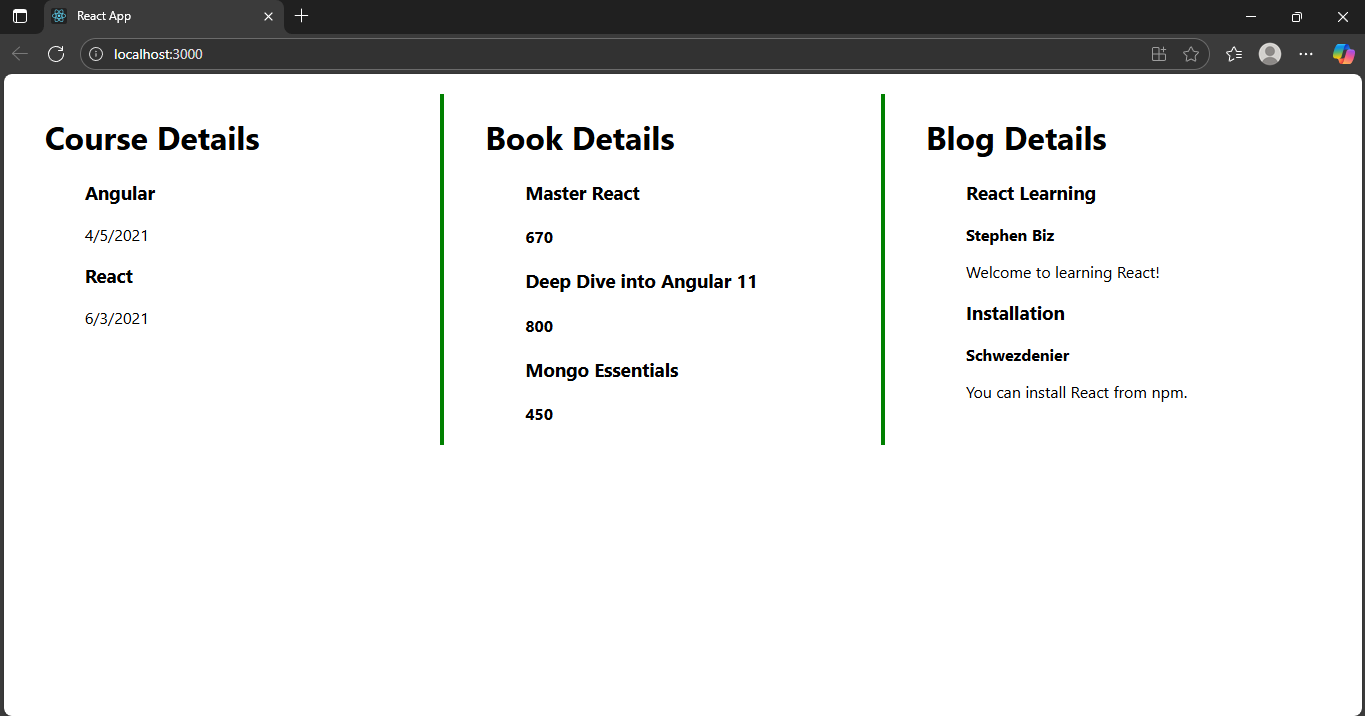 React App
localhost:3000
Course Details
Angular
4/5/2021
React
6/3/2021
Book Details
Master React
670
Deep Dive into Angular 11
800
Mongo Essentials
450
Blog Details
React Learning
Stephen Biz
Welcome to learning React!
Installation
Schwezdenier
You can install React from npm.